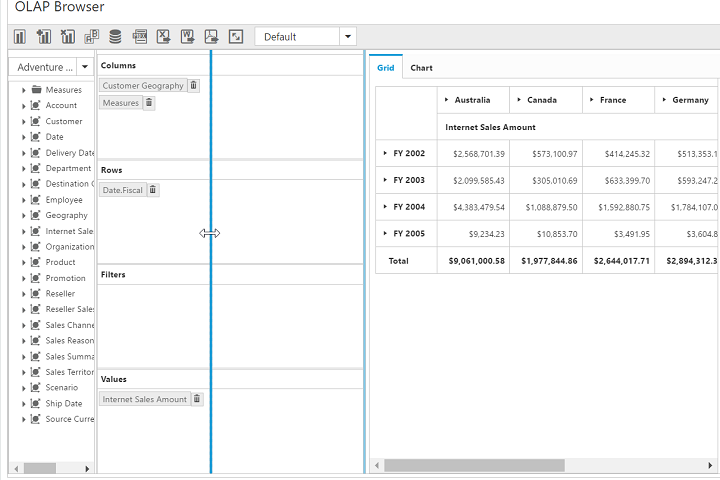 OLAP Browser
Default
Adventure ...
Measures
Account
Customer
Date
Delivery Date
Department
Destination C
Employee
Geography
Internet Sale
Organization
Product
Promotion
Reseller
Reseller Sales
Sales Channe
Sales Reason
Sales Summa
Sales Territor
Scenario
Ship Date
Source Curre
Columns
Customer Geography
Measures
Rows
Date.Fiscal
Filters
Values
Internet Sales Amount
Grid Chart
Australia Canada France Germany
Internet Sales Amount
FY 2002 $2,568,701.39 $573,100.97 $414,245.32 $513,353.1
FY 2003 $2,099,585.43 $305,010.69 $633,399.70 $593,247.2
FY 2004 $4,383,479.54 $1,088,879.50 $1,592,880.75 $1,784,107.0
FY 2005 $9,234.23 $10,853.70 $3,491.95 $3,604.8
Total $9,061,000.58 $1,977,844.86 $2,644,017.71 $2,894,312.3